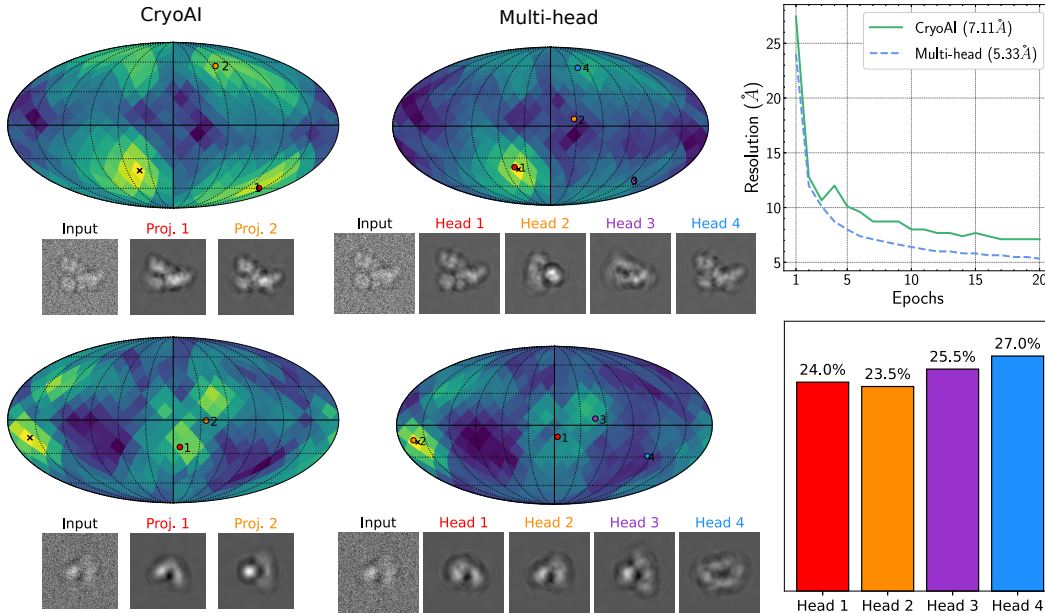 CryoAI
Multi-head
2
1
4
2
1
3
Input
Proj. 1
Proj. 2
Input
Head 1
Head 2
Head 3
Head 4
2
1
2
3
1
4
Input
Proj. 1
Proj. 2
Input
Head 1
Head 2
Head 3
Head 4
CryoAI (7.11Å)
Multi-head (5.33Å)
Resolution (Å)
25
20
15
10
5
1
5
10
15
20
Epochs
24.0%
23.5%
25.5%
27.0%
Head 1
Head 2
Head 3
Head 4